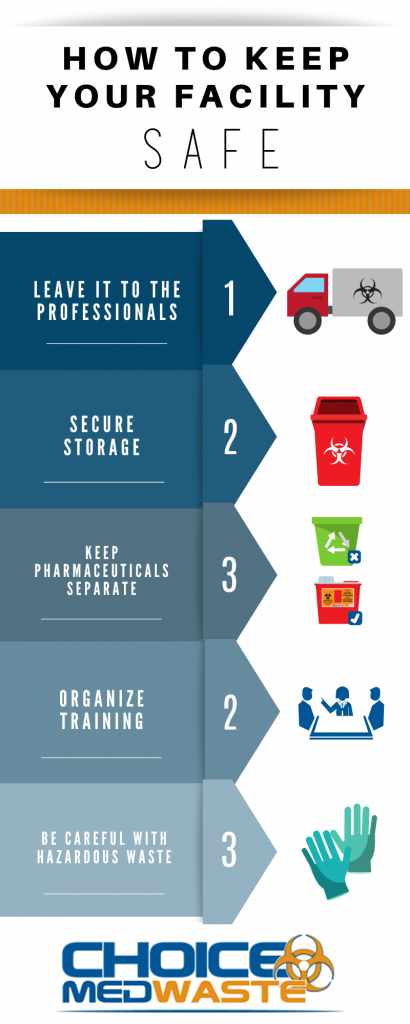 HOW TO KEEP
YOUR FACILITY
SAFE
LEAVE IT TO THE
PROFESSIONALS
1
SECURE
STORAGE
2
KEEP
PHARMACEUTICALS
SEPARATE
3
ORGANIZE
TRAINING
2
BE CAREFUL WITH
HAZARDOUS WASTE
3
CHOICE
MEDWASTE